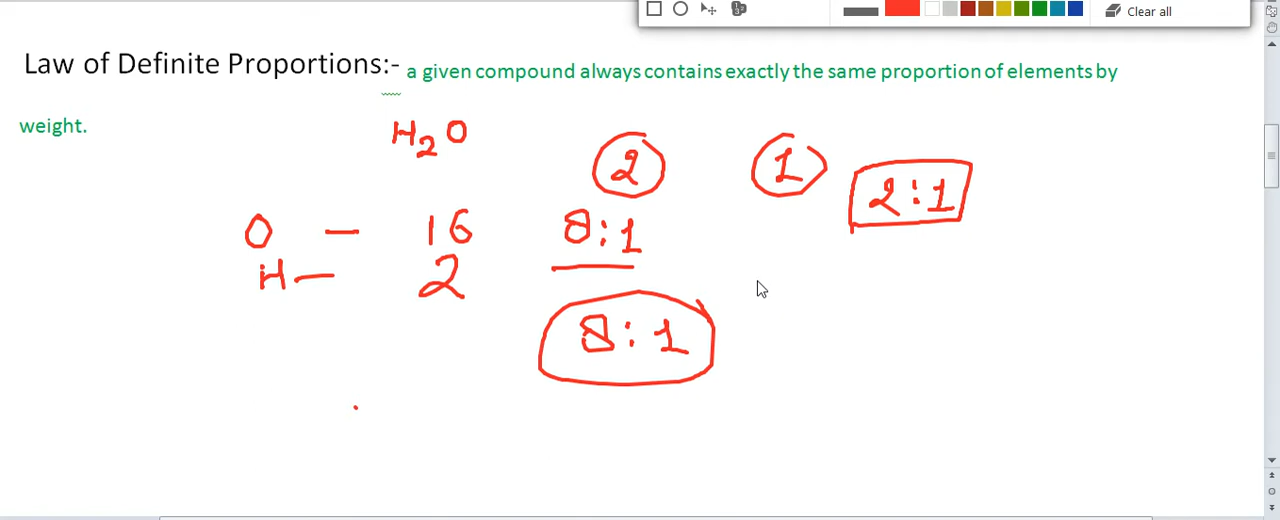 Clear all
Law of Definite Proportions:- a given compound always contains exactly the same proportion of elements by
weight.
H2O
2 1 2:1
O - 16 8:1
H - 2
8:1